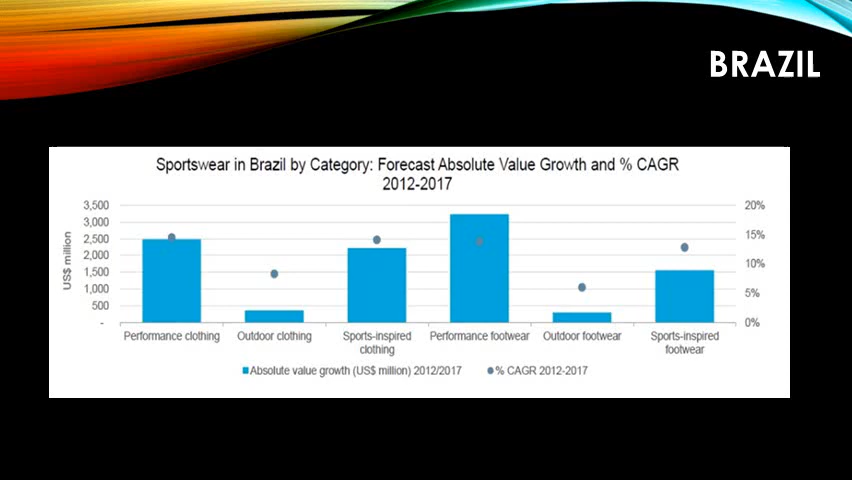 BRAZIL
Sportswear in Brazil by Category: Forecast Absolute Value Growth and % CAGR
2012-2017
3,500
3,000
2,500
2,000
1,500
1,000
500
-
US$ million
20%
15%
10%
5%
0%
Performance clothing
Outdoor clothing
Sports-inspired
clothing
Performance footwear
Outdoor footwear
Sports-inspired
footwear
Absolute value growth (US$ million) 2012/2017
% CAGR 2012-2017